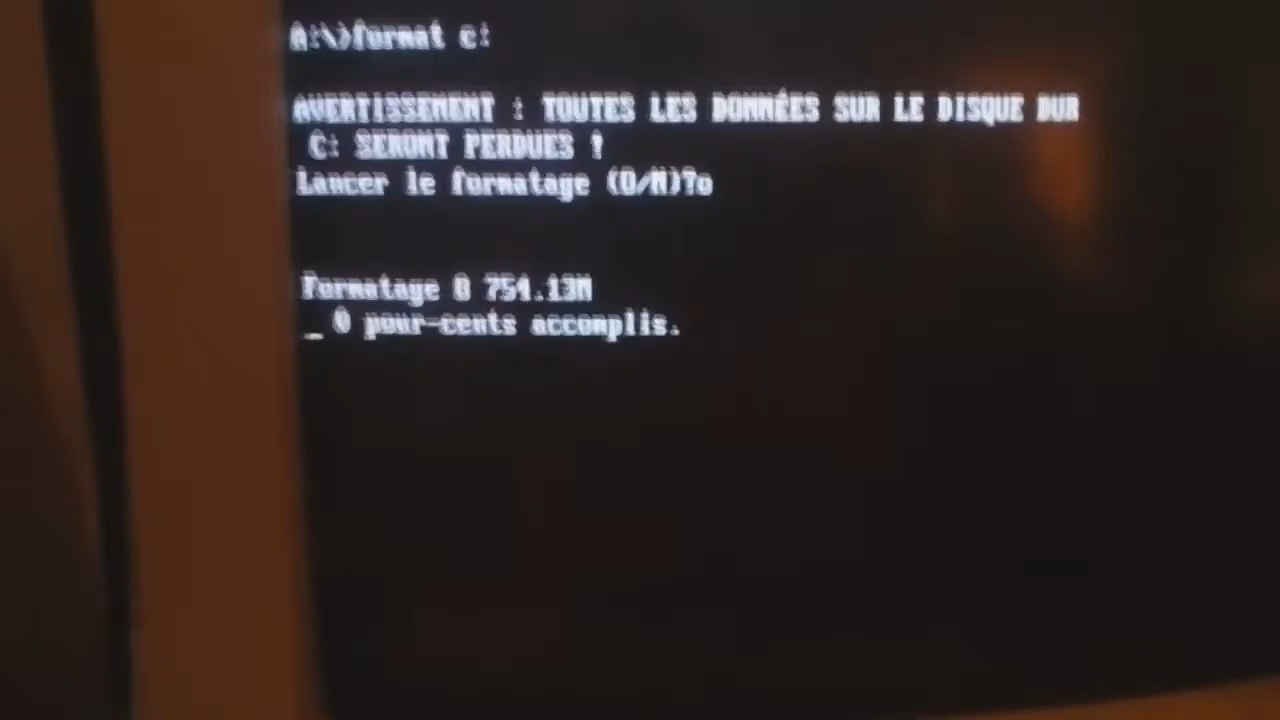 A:\>format c:
AVERTISSEMENT : TOUTES LES DONNÉES SUR LE DISQUE DUR
C: SERONT PERDUES !
Lancer le formatage (O/N)?o
Formatage 8 754.13M
_ 0 pour-cents accomplis.